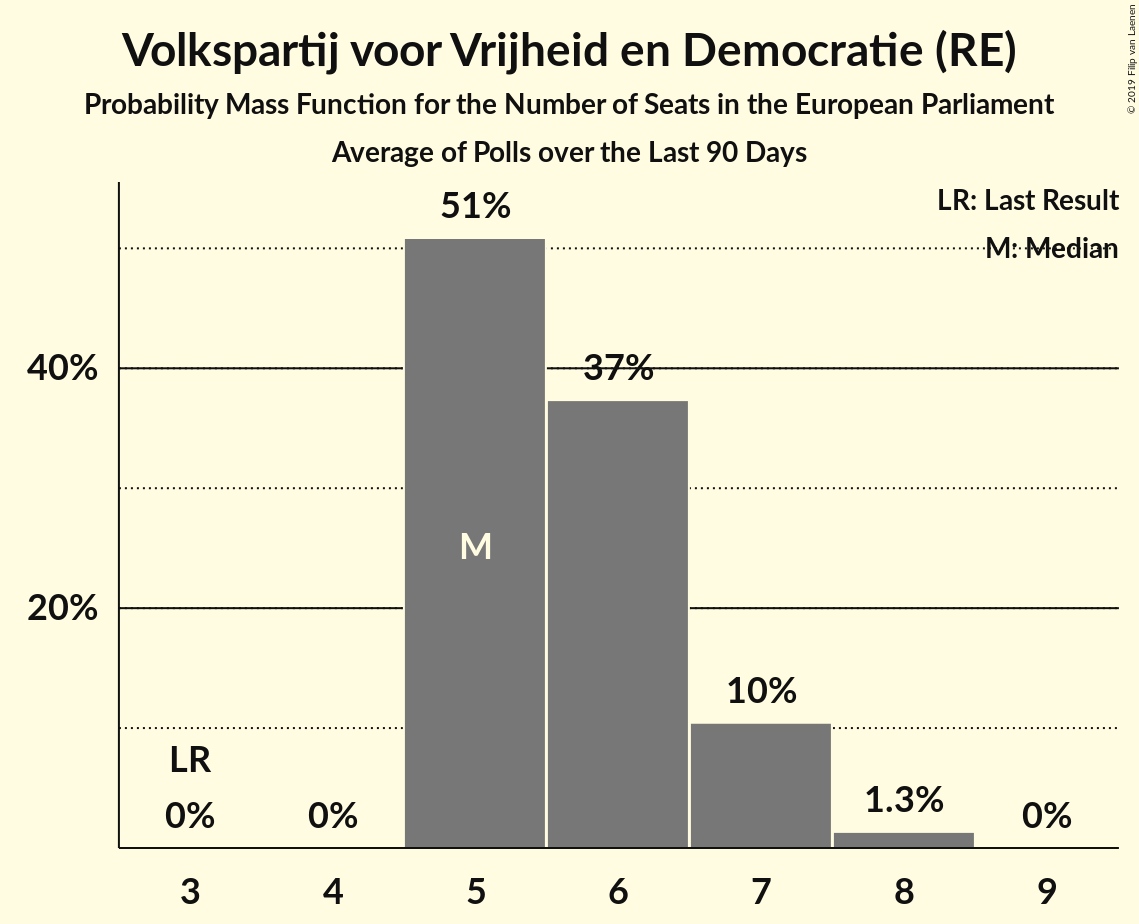 Volkspartij voor Vrijheid en Democratie (RE)
Probability Mass Function for the Number of Seats in the European Parliament
Average of Polls over the Last 90 Days
© 2019 Filip van Laenen
LR: Last Result
M: Median
51%
40%
37%
M
20%
10%
LR
0%
0%
1.3%
0%
3 4 5 6 7 8 9